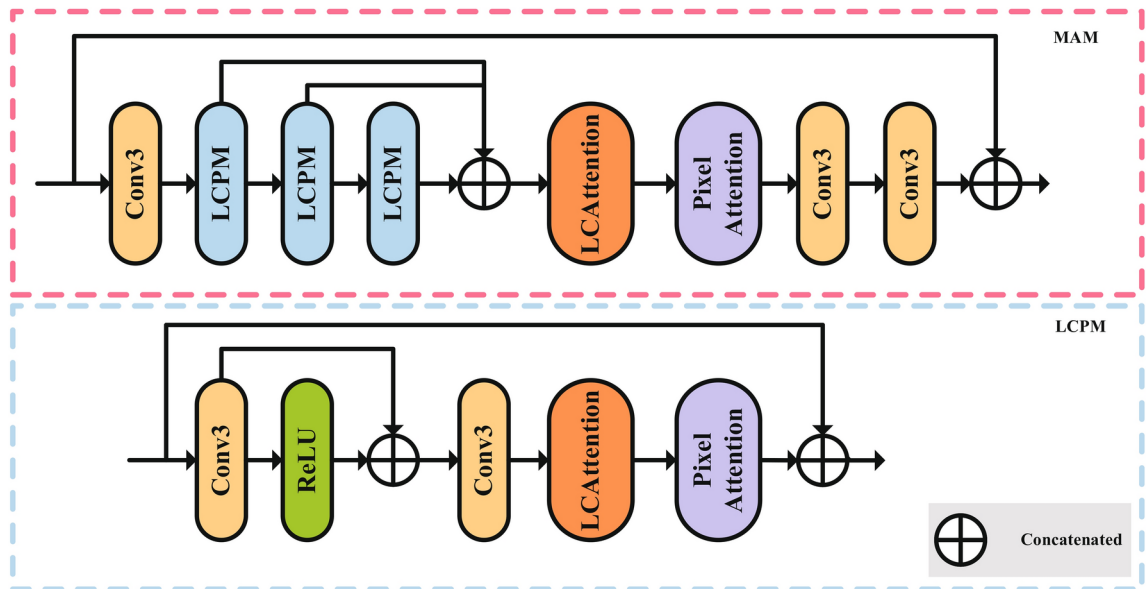 MAM
Conv3
LCPM
LCPM
LCPM
LCAttention
Pixel
Attention
Conv3
Conv3
LCPM
Conv3
ReLU
Conv3
LCAttention
Pixel
Attention
Concatenated